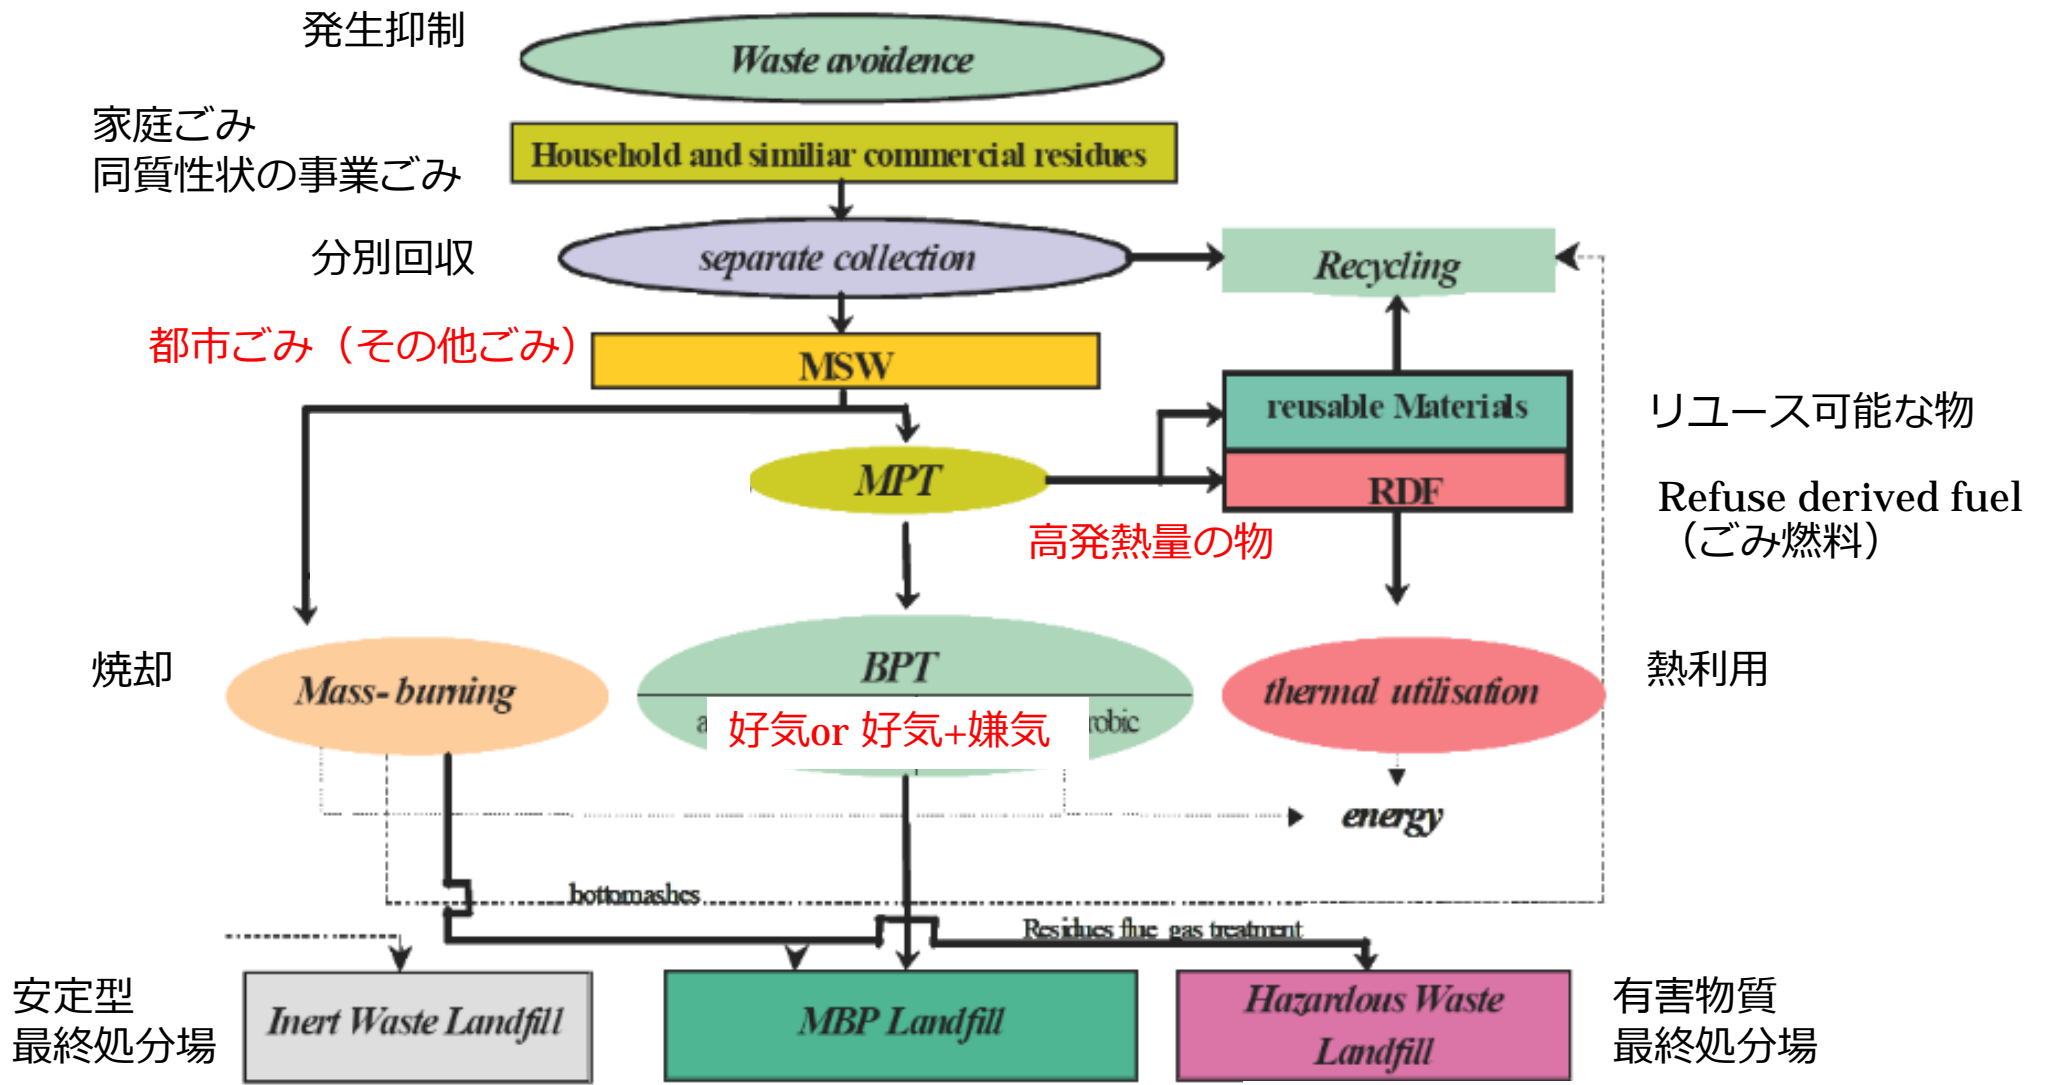 発生抑制
Waste avoidence
家庭ごみ
同質性状の事業ごみ
Household and similiar commercial residues
分別回収
separate collection
Recycling
都市ごみ（その他ごみ）
MSW
reusable Materials
リユース可能な物
MPT
RDF
Refuse derived fuel
（ごみ燃料）
高発熱量の物
焼却
Mass- burning
BPT
好気or 好気+嫌気
thermal utilisation
熱利用
energy
bottomashes
Residues flue gas treatment
安定型
最終処分場
Inert Waste Landfill
MBP Landfill
Hazardous Waste
Landfill
有害物質
最終処分場